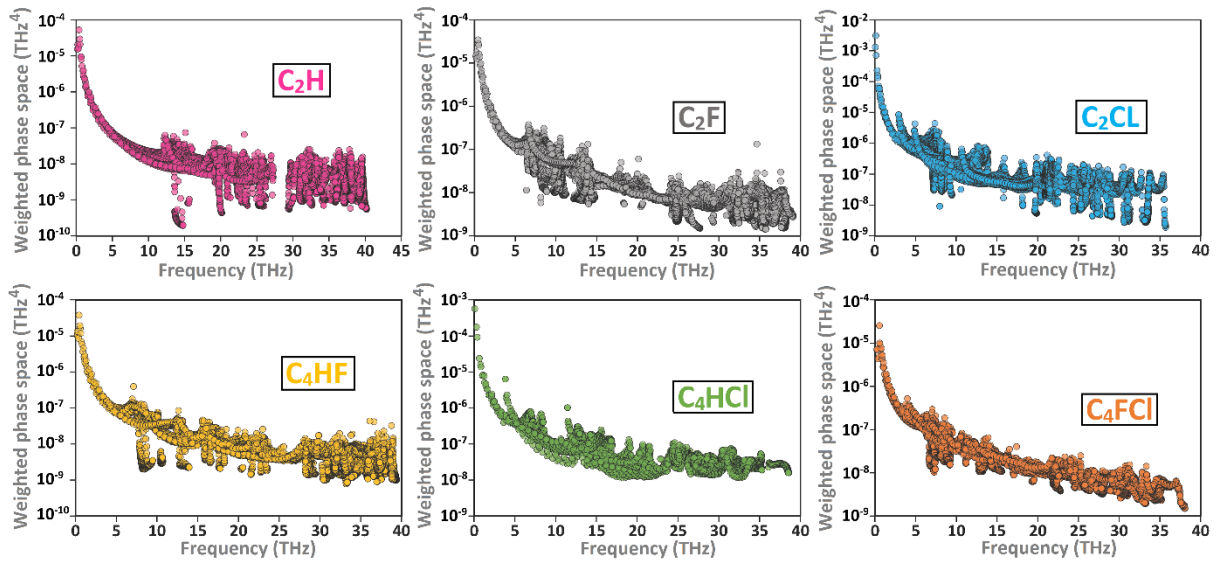 Weighted phase space (THz⁴)
10⁻⁴
10⁻⁵
10⁻⁶
10⁻⁷
10⁻⁸
10⁻⁹
10⁻¹⁰
C₂H
0 5 10 15 20 25 30 35 40 45
Frequency (THz)
Weighted phase space (THz⁴)
10⁻⁴
10⁻⁵
10⁻⁶
10⁻⁷
10⁻⁸
10⁻⁹
C₂F
0 5 10 15 20 25 30 35 40
Frequency (THz)
Weighted phase space (THz⁴)
10⁻²
10⁻³
10⁻⁴
10⁻⁵
10⁻⁶
10⁻⁷
10⁻⁸
10⁻⁹
C₂CL
0 5 10 15 20 25 30 35 40
Frequency (THz)
Weighted phase space (THz⁴)
10⁻⁴
10⁻⁵
10⁻⁶
10⁻⁷
10⁻⁸
10⁻⁹
10⁻¹⁰
C₄HF
0 5 10 15 20 25 30 35 40
Frequency (THz)
Weighted phase space (THz⁴)
10⁻³
10⁻⁴
10⁻⁵
10⁻⁶
10⁻⁷
10⁻⁸
10⁻⁹
C₄HCl
0 5 10 15 20 25 30 35 40
Frequency (THz)
Weighted phase space (THz⁴)
10⁻⁴
10⁻⁵
10⁻⁶
10⁻⁷
10⁻⁸
10⁻⁹
C₄FCl
0 5 10 15 20 25 30 35 40
Frequency (THz)